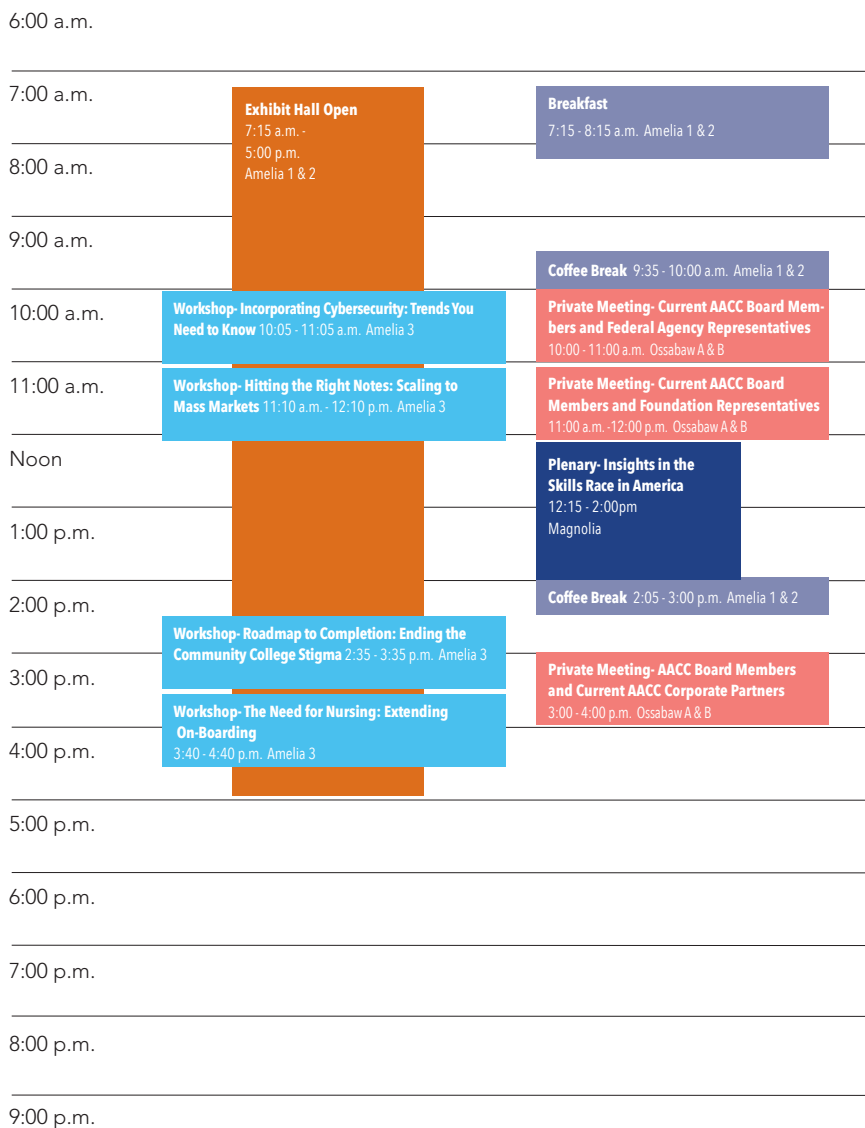 6:00 a.m.
7:00 a.m.
Exhibit Hall Open
7:15 a.m. -
5:00 p.m.
Amelia 1 & 2
Breakfast
7:15 - 8:15 a.m. Amelia 1 & 2
8:00 a.m.
9:00 a.m.
Coffee Break 9:35 - 10:00 a.m. Amelia 1 & 2
10:00 a.m.
Workshop- Incorporating Cybersecurity: Trends You
Need to Know 10:05 - 11:05 a.m. Amelia 3
Private Meeting- Current AACC Board Mem-
bers and Federal Agency Representatives
10:00 - 11:00 a.m. Ossabaw A & B
11:00 a.m.
Workshop- Hitting the Right Notes: Scaling to
Mass Markets 11:10 a.m. - 12:10 p.m. Amelia 3
Private Meeting- Current AACC Board
Members and Foundation Representatives
11:00 a.m. -12:00 p.m. Ossabaw A & B
Noon
Plenary- Insights in the
Skills Race in America
12:15 - 2:00pm
Magnolia
1:00 p.m.
2:00 p.m.
Coffee Break 2:05 - 3:00 p.m. Amelia 1 & 2
Workshop- Roadmap to Completion: Ending the
Community College Stigma 2:35 - 3:35 p.m. Amelia 3
3:00 p.m.
Private Meeting- AACC Board Members
and Current AACC Corporate Partners
3:00 - 4:00 p.m. Ossabaw A & B
Workshop- The Need for Nursing: Extending
On-Boarding
3:40 - 4:40 p.m. Amelia 3
4:00 p.m.
5:00 p.m.
6:00 p.m.
7:00 p.m.
8:00 p.m.
9:00 p.m.